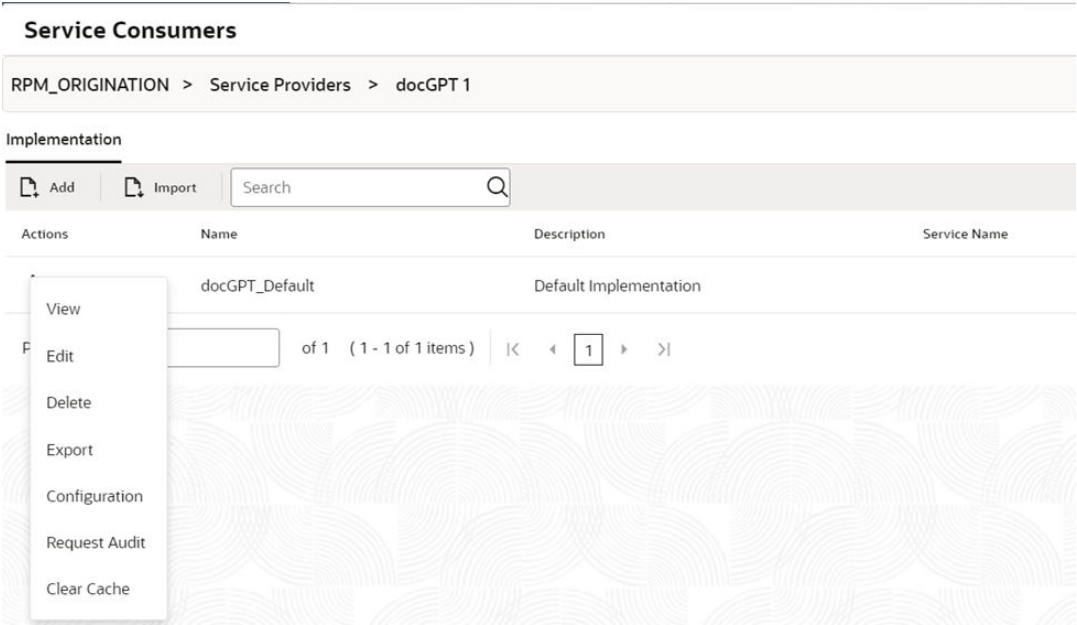 Service Consumers
RPM_ORIGINATION > Service Providers > docGPT 1
Implementation
Add Import Search
Actions Name Description Service Name
docGPT_Default Default Implementation
View
P of 1 ( 1 - 1 of 1 items ) 1
Edit
Delete
Export
Configuration
Request Audit
Clear Cache